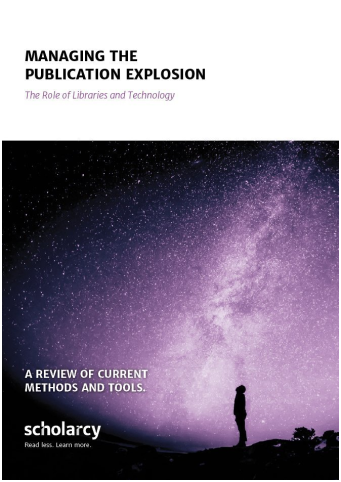 MANAGING THE
PUBLICATION EXPLOSION
The Role of Libraries and Technology
A REVIEW OF CURRENT
METHODS AND TOOLS.
scholarcy
Read less. Learn more.